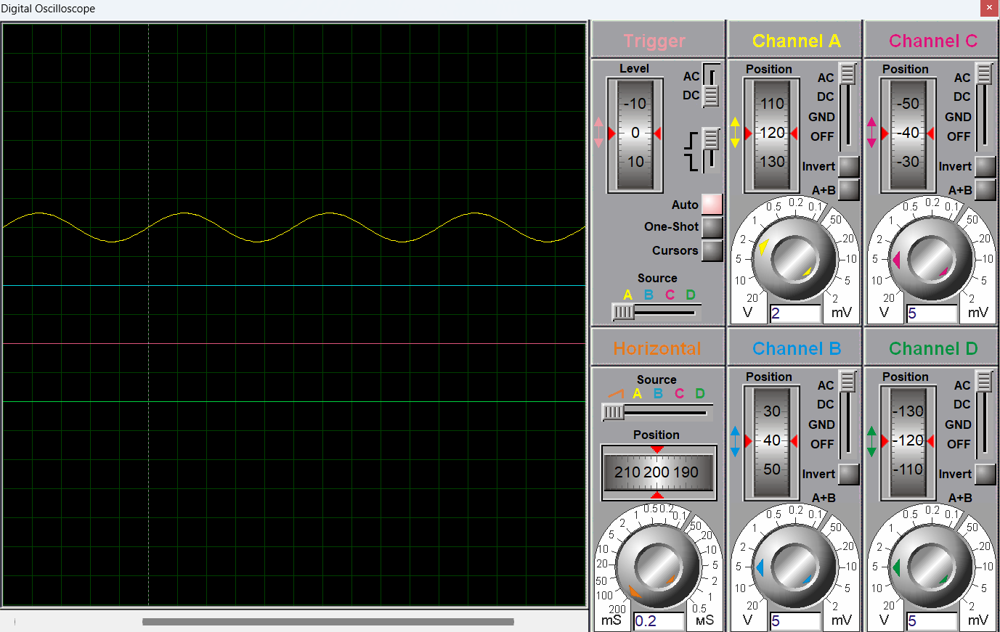 Digital Oscilloscope
Trigger
Level
-10
0
10
AC
DC
Auto
One-Shot
Cursors
Source
A B C D
Channel A
Position
110
120
130
AC
DC
GND
OFF
Invert
A+B
20 10 5 2 1 0.5 0.2 0.1 50 20 10 5 2
V
2
mV
Channel C
Position
-50
-40
-30
AC
DC
GND
OFF
Invert
A+B
20 10 5 2 1 0.5 0.2 0.1 50 20 10 5 2
V
5
mV
Horizontal
Source
A B C D
Position
210 200 190
200 100 50 20 10 5 2 1 0.5 0.2 0.1 50 20 10 5 2 1 0.5
mS
0.2
мS
Channel B
Position
30
40
50
AC
DC
GND
OFF
Invert
A+B
20 10 5 2 1 0.5 0.2 0.1 50 20 10 5 2
V
5
mV
Channel D
Position
-130
-120
-110
AC
DC
GND
OFF
Invert
A+B
20 10 5 2 1 0.5 0.2 0.1 50 20 10 5 2
V
5
mV